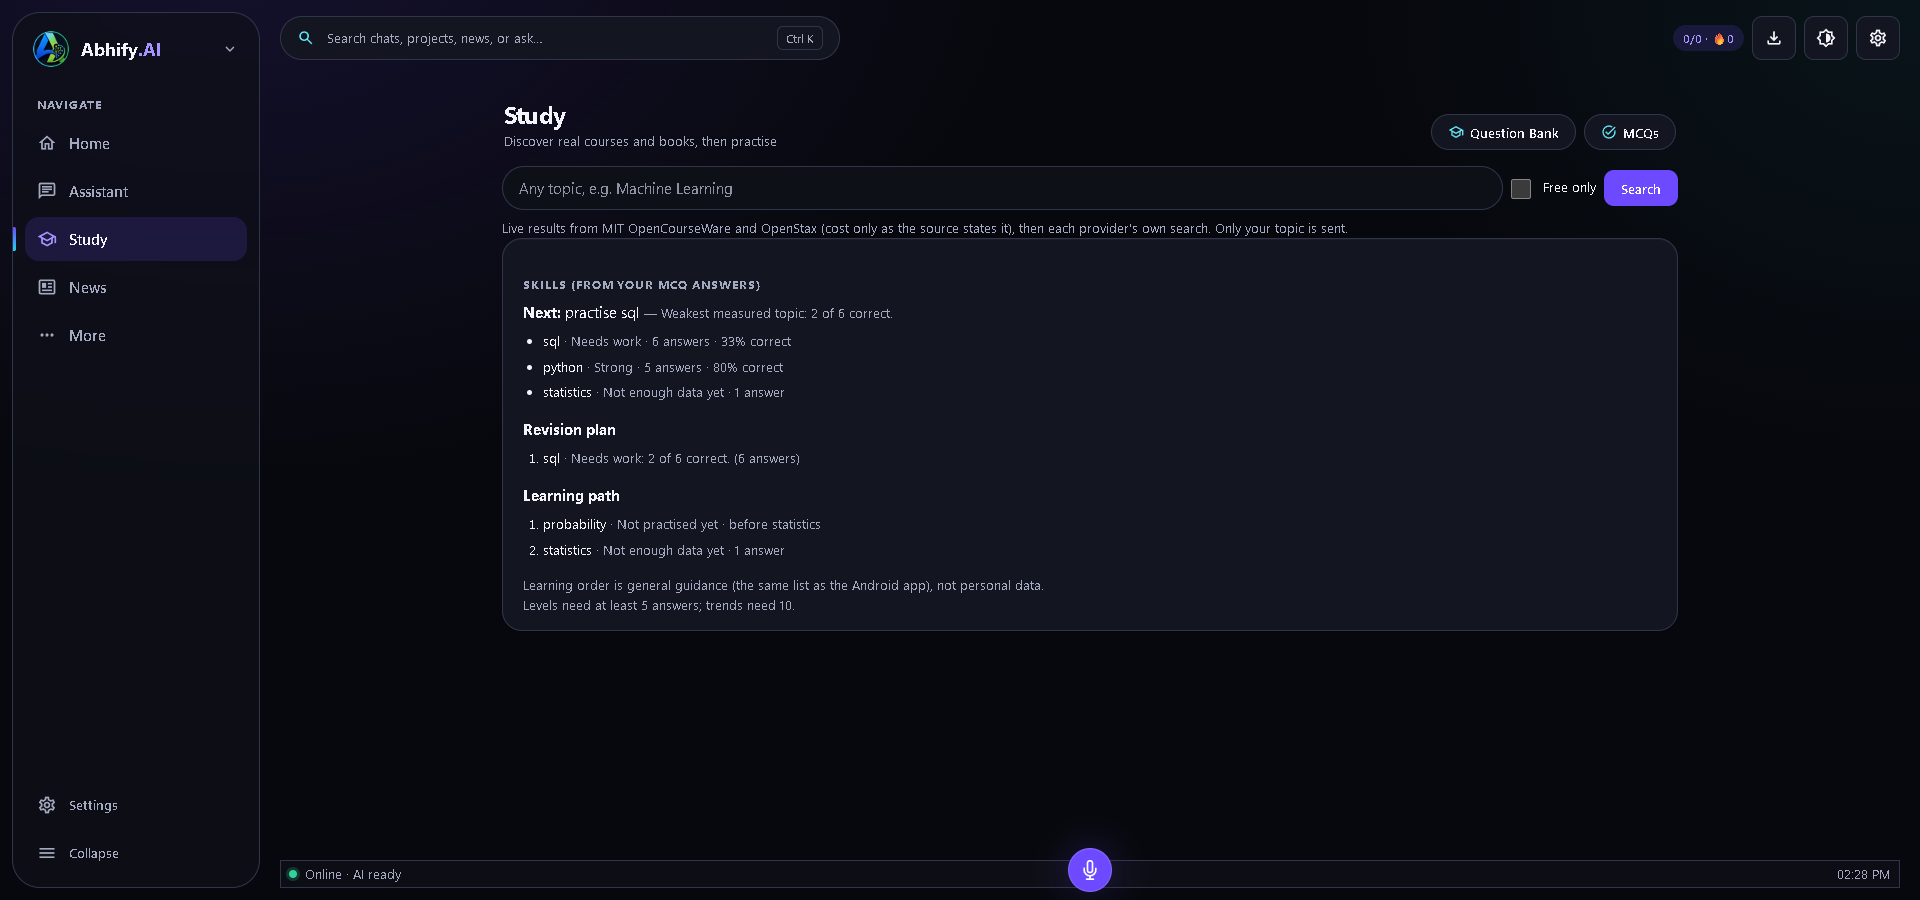 Abhify.AI
NAVIGATE
Home
Assistant
Study
News
More
Settings
Collapse
Search chats, projects, news, or ask...
Ctrl K
0/0 · 🔥 0
Study
Discover real courses and books, then practise
Question Bank
MCQs
Any topic, e.g. Machine Learning
Free only
Search
Live results from MIT OpenCourseWare and OpenStax (cost only as the source states it), then each provider's own search. Only your topic is sent.
SKILLS (FROM YOUR MCQ ANSWERS)
Next: practise sql — Weakest measured topic: 2 of 6 correct.
• sql · Needs work · 6 answers · 33% correct
• python · Strong · 5 answers · 80% correct
• statistics · Not enough data yet · 1 answer
Revision plan
1. sql · Needs work: 2 of 6 correct. (6 answers)
Learning path
1. probability · Not practised yet · before statistics
2. statistics · Not enough data yet · 1 answer
Learning order is general guidance (the same list as the Android app), not personal data.
Levels need at least 5 answers; trends need 10.
Online · AI ready
02:28 PM